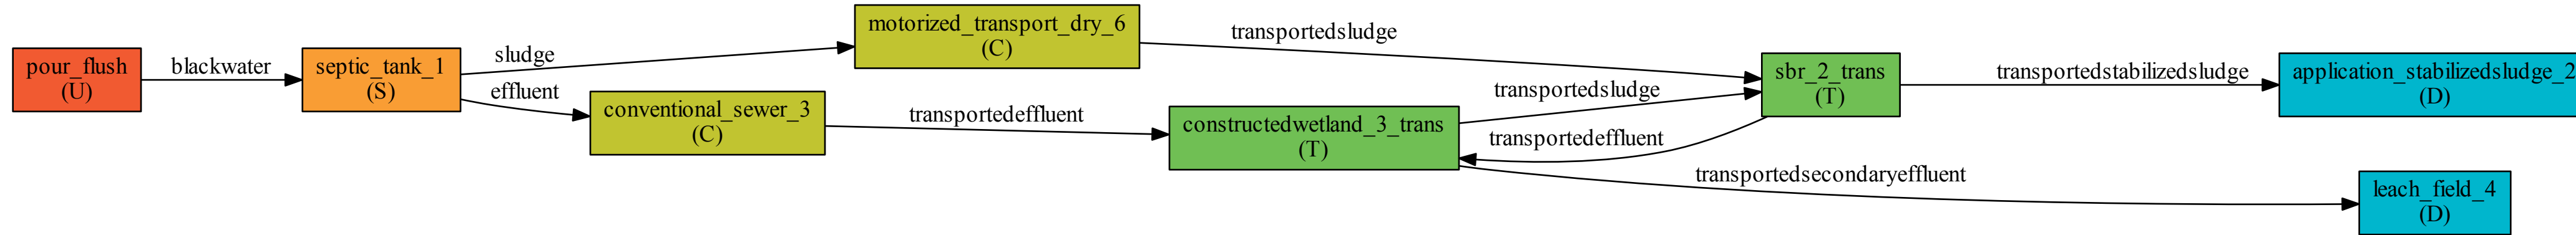 pour_flush
(U)
blackwater
septic_tank_1
(S)
sludge
effluent
motorized_transport_dry_6
(C)
conventional_sewer_3
(C)
transportedsludge
transportedeffluent
constructedwetland_3_trans
(T)
transportedsludge
transportedeffluent
sbr_2_trans
(T)
transportedstabilizedsludge
transportedsecondaryeffluent
application_stabilizedsludge_2
(D)
leach_field_4
(D)